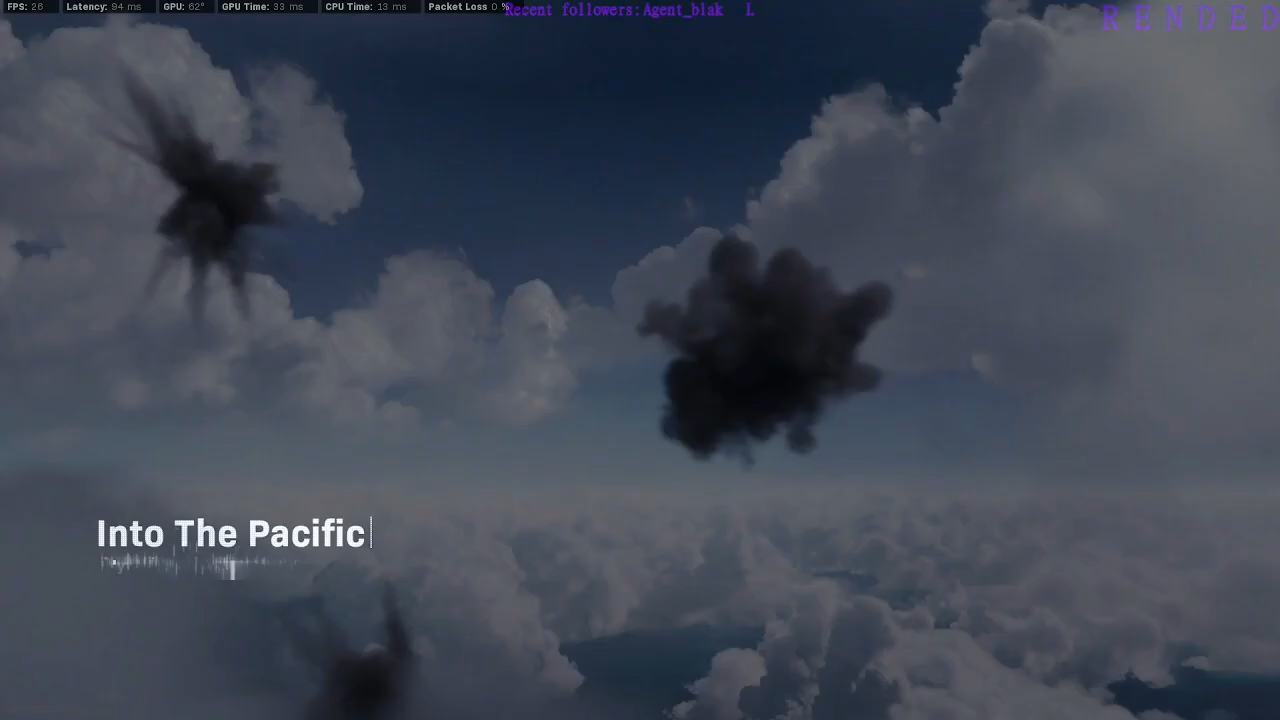 FPS: 26 Latency: 94 ms GPU: 62° GPU Time: 33 ms CPU Time: 13 ms Packet Loss 0 %
Recent followers: Agent_blak L
RENDED
Into The Pacific